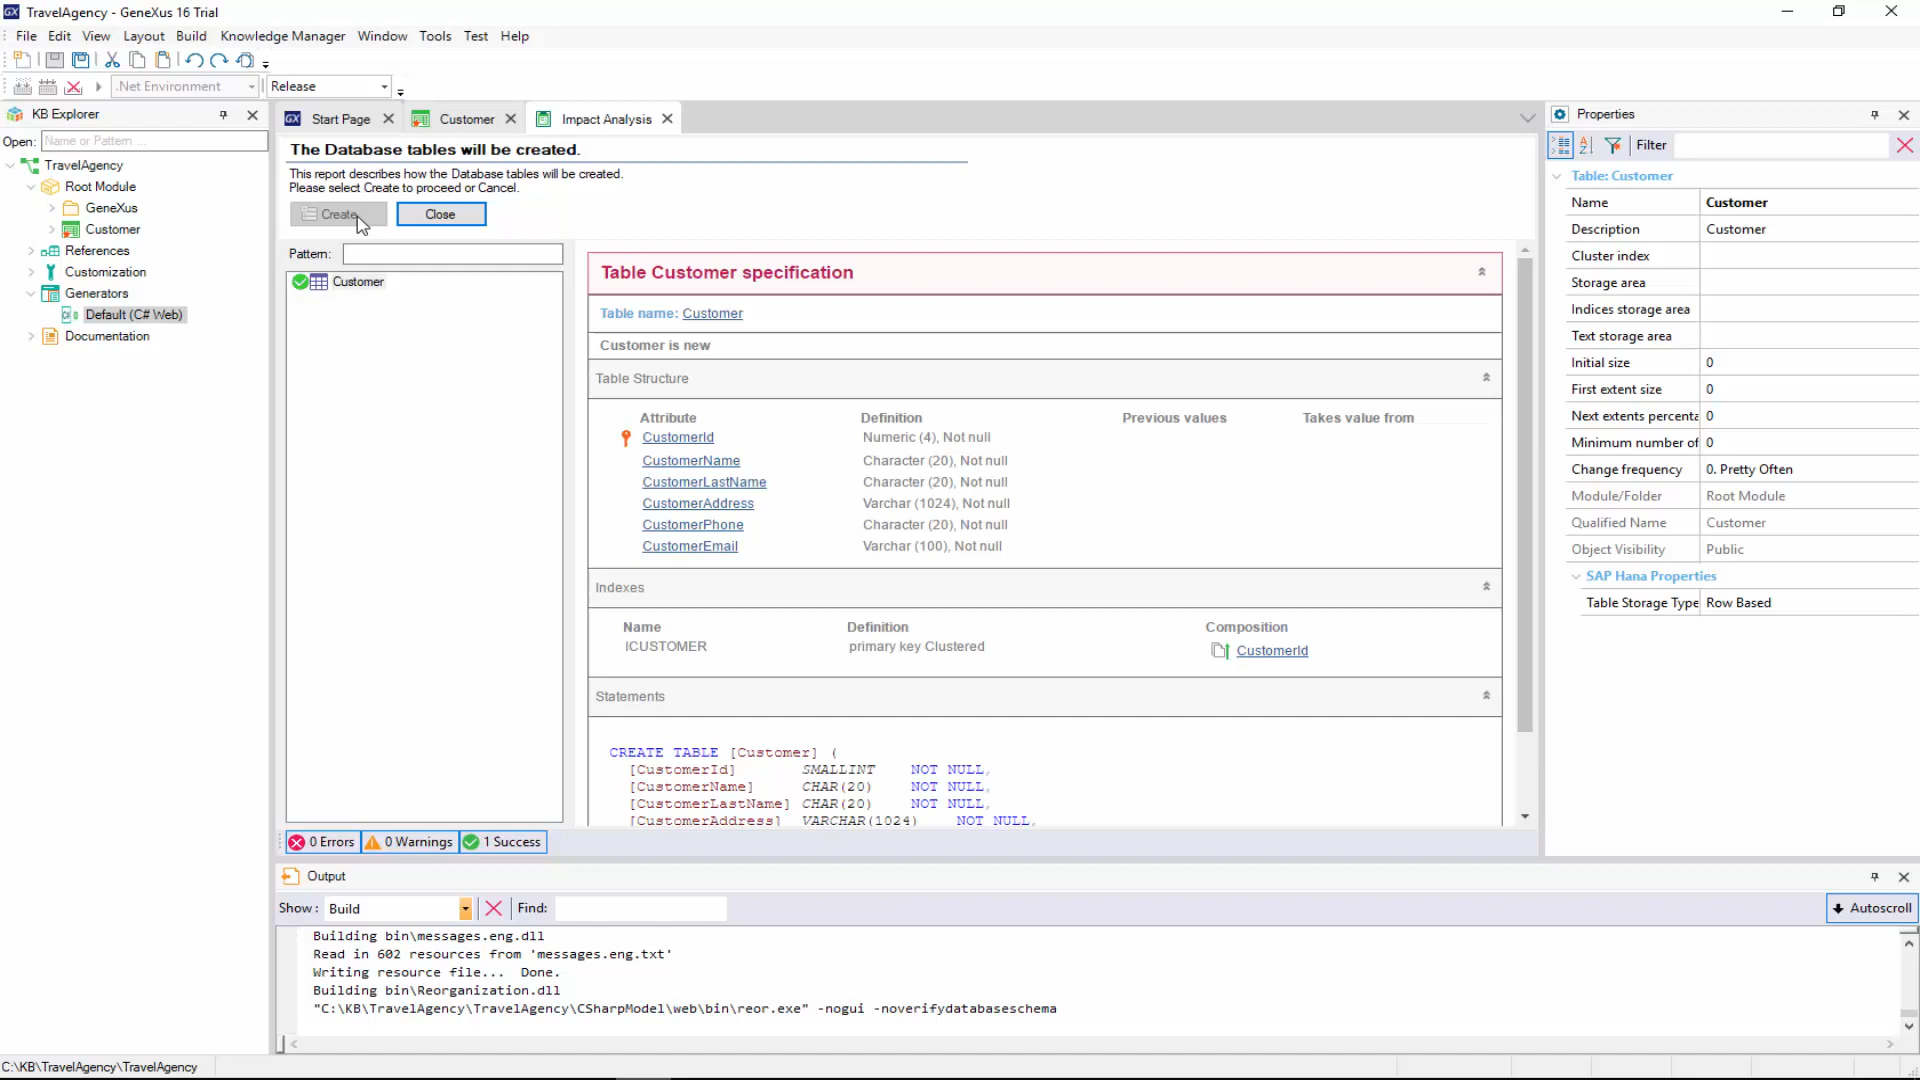 TravelAgency - GeneXus 16 Trial
File Edit View Layout Build Knowledge Manager Window Tools Test Help
.Net Environment Release
KB Explorer
Open: Name or Pattern ...
TravelAgency
Root Module
GeneXus
Customer
References
Customization
Generators
Default (C# Web)
Documentation
Start Page Customer Impact Analysis
The Database tables will be created.
This report describes how the Database tables will be created.
Please select Create to proceed or Cancel.
Create Close
Pattern:
Customer
Table Customer specification
Table name: Customer
Customer is new
Table Structure
Attribute Definition Previous values Takes value from
CustomerId Numeric (4), Not null
CustomerName Character (20), Not null
CustomerLastName Character (20), Not null
CustomerAddress Varchar (1024), Not null
CustomerPhone Character (20), Not null
CustomerEmail Varchar (100), Not null
Indexes
Name Definition Composition
ICUSTOMER primary key Clustered CustomerId
Statements
CREATE TABLE [Customer] (
[CustomerId] SMALLINT NOT NULL,
[CustomerName] CHAR(20) NOT NULL,
[CustomerLastName] CHAR(20) NOT NULL,
[CustomerAddress] VARCHAR(1024) NOT NULL,
0 Errors 0 Warnings 1 Success
Output
Show : Build Find: Autoscroll
Building bin\messages.eng.dll
Read in 602 resources from 'messages.eng.txt'
Writing resource file... Done.
Building bin\Reorganization.dll
"C:\KB\TravelAgency\TravelAgency\CSharpModel\web\bin\reor.exe" -nogui -noverifydatabaseschema
Properties
Filter
Table: Customer
Name Customer
Description Customer
Cluster index
Storage area
Indices storage area
Text storage area
Initial size 0
First extent size 0
Next extents percenta 0
Minimum number of 0
Change frequency 0. Pretty Often
Module/Folder Root Module
Qualified Name Customer
Object Visibility Public
SAP Hana Properties
Table Storage Type Row Based
C:\KB\TravelAgency\TravelAgency